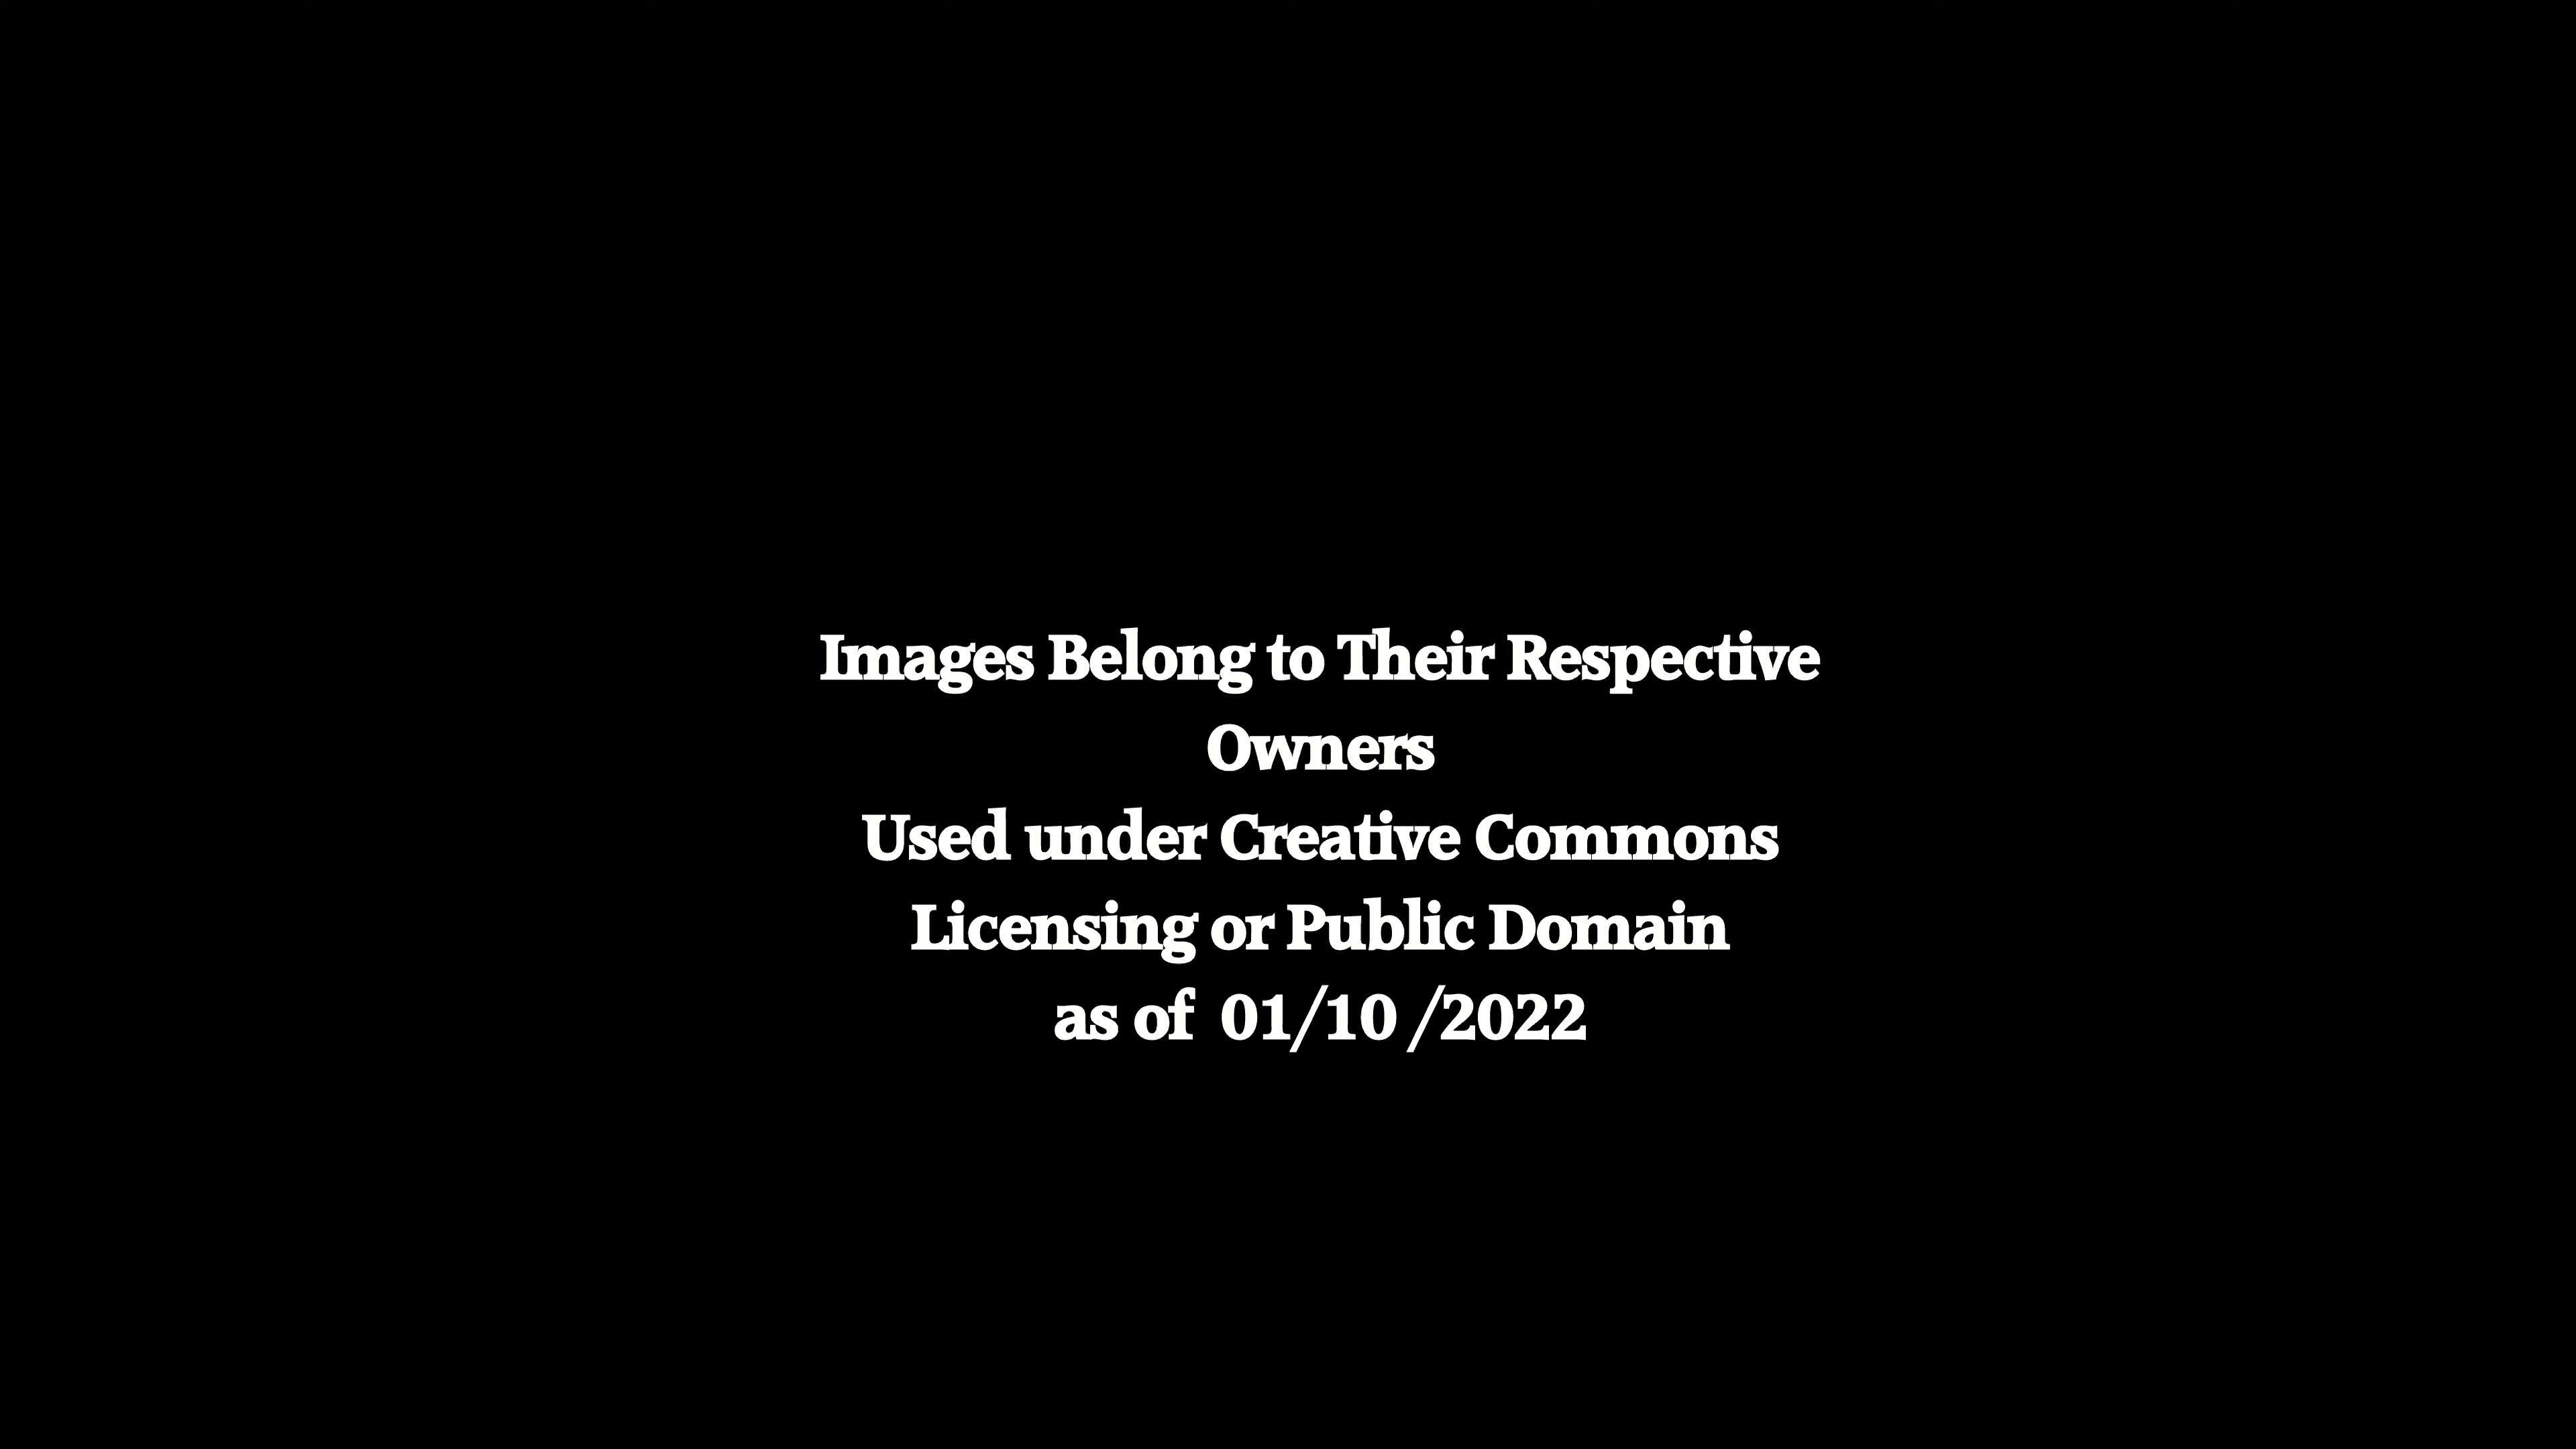 Images Belong to Their Respective
Owners
Used under Creative Commons
Licensing or Public Domain
as of  01/10 /2022